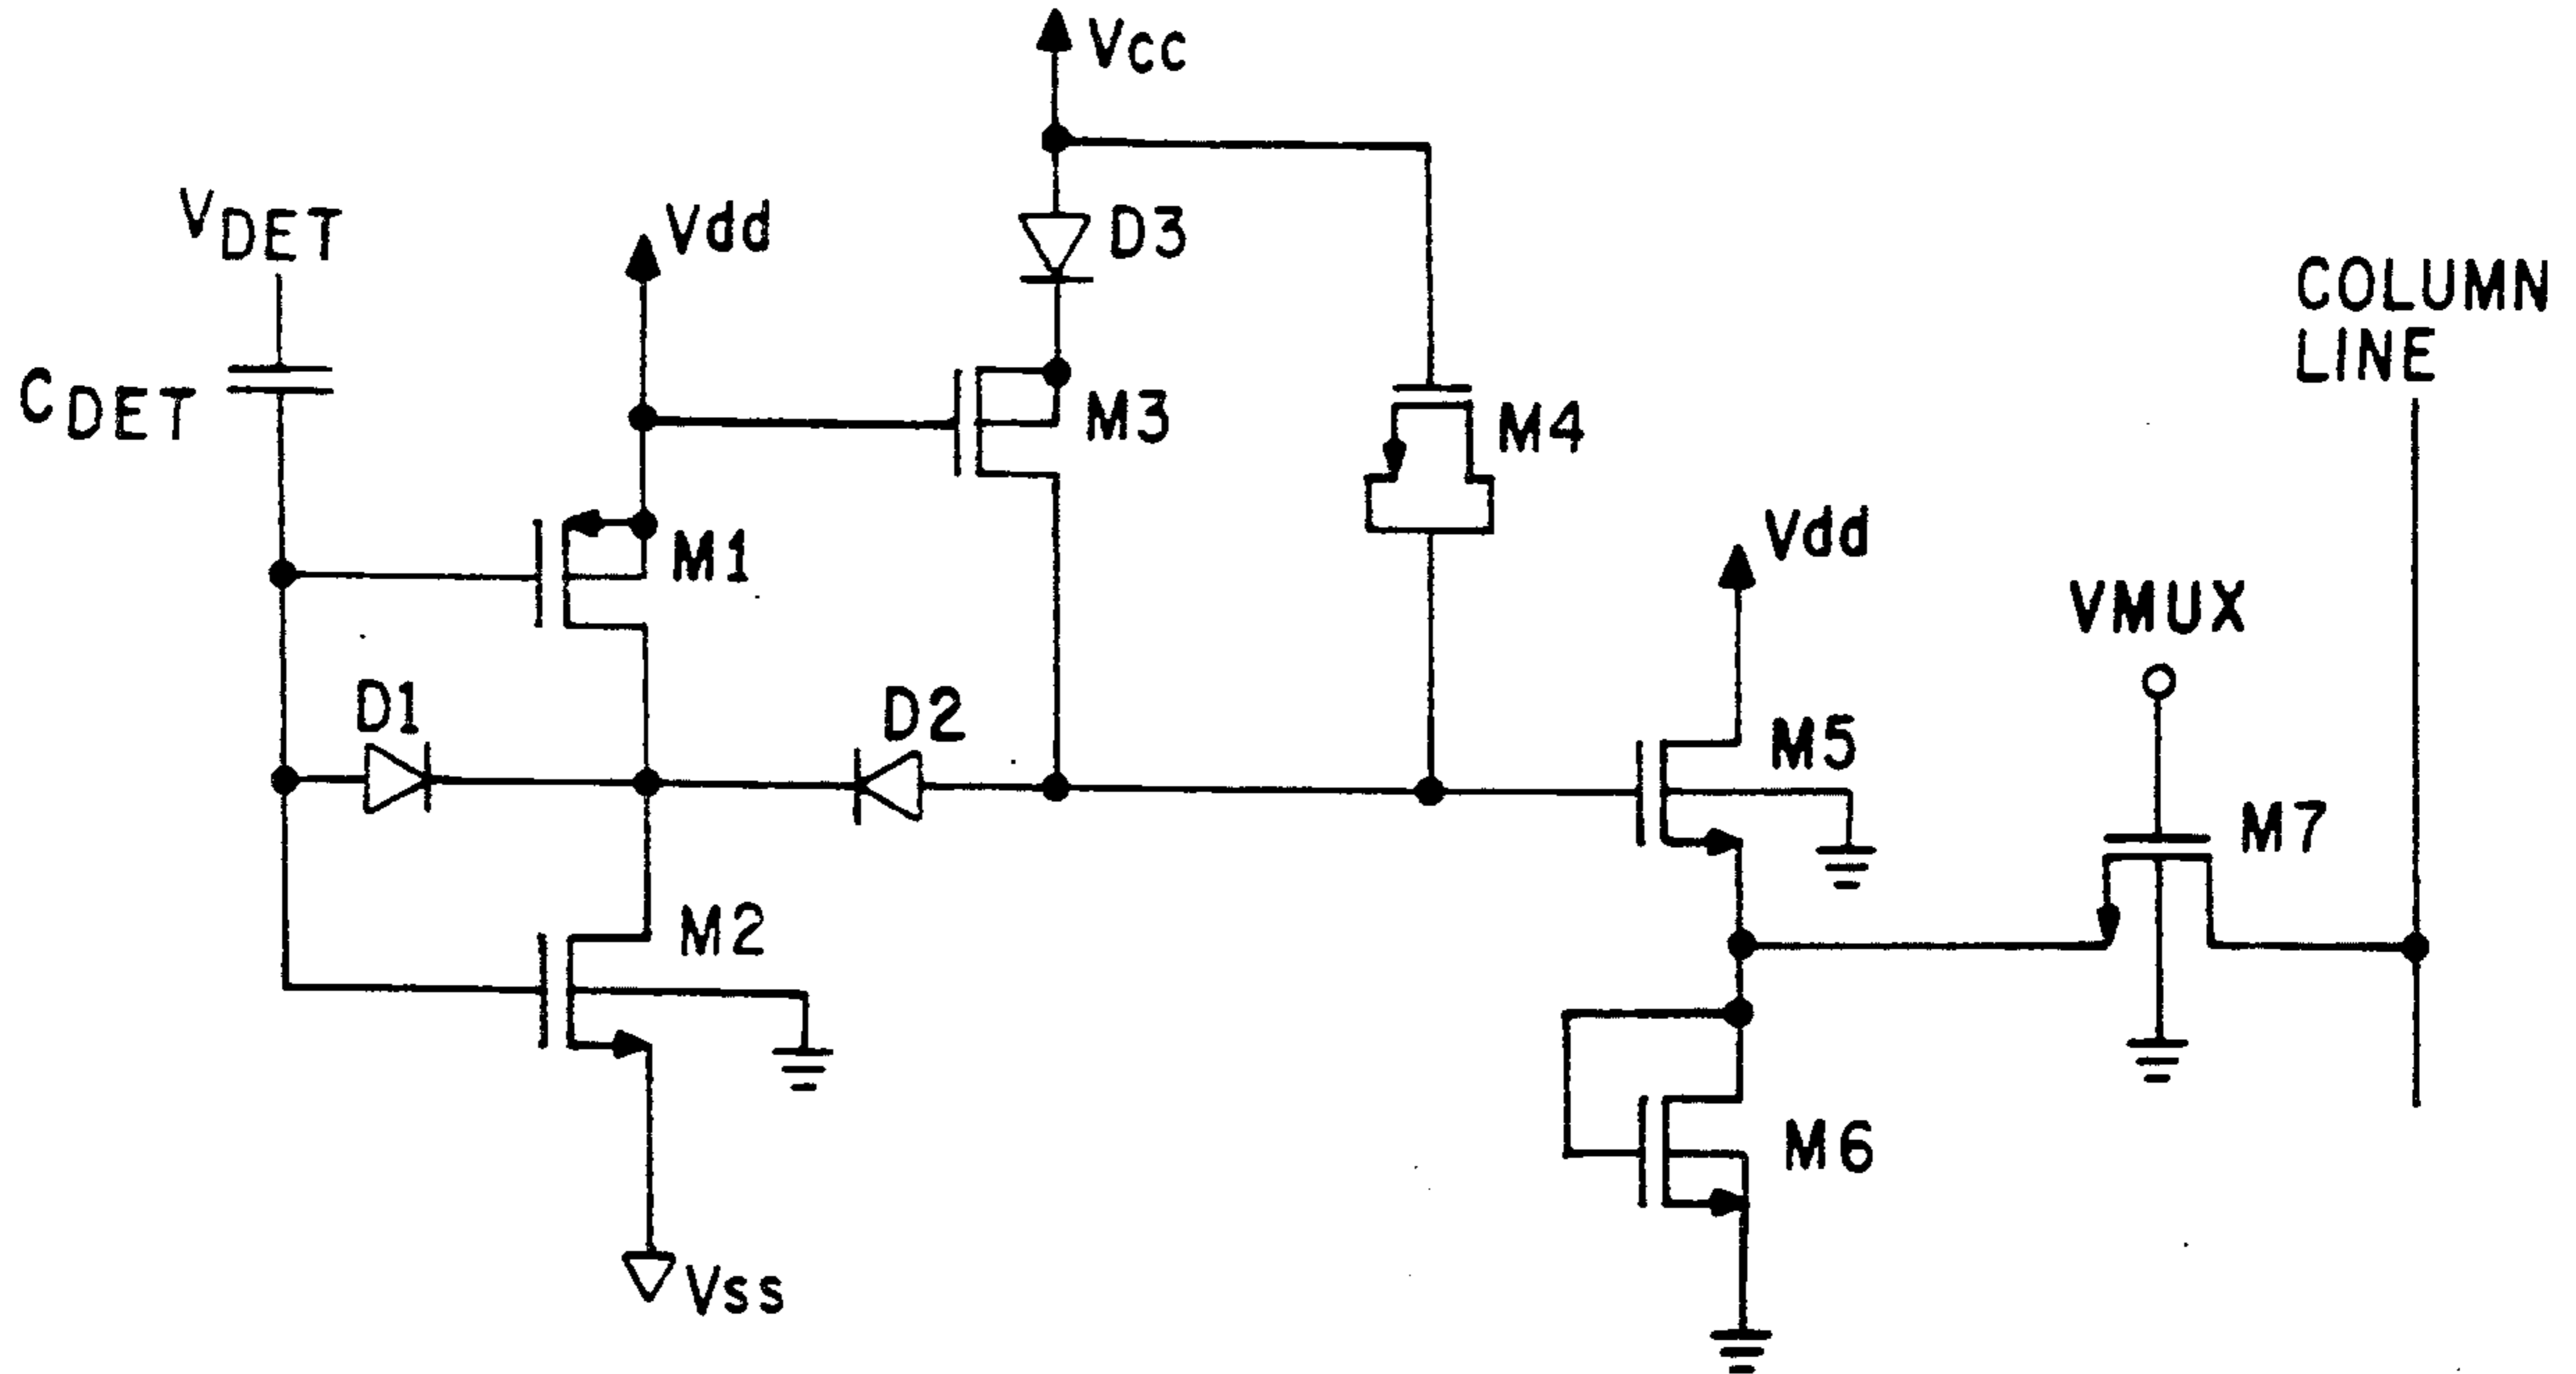 Vcc
VDET
Vdd
D3
COLUMN
LINE
CDET
M3
M4
M1
Vdd
VMUX
D1
D2
M5
M7
M2
M6
Vss